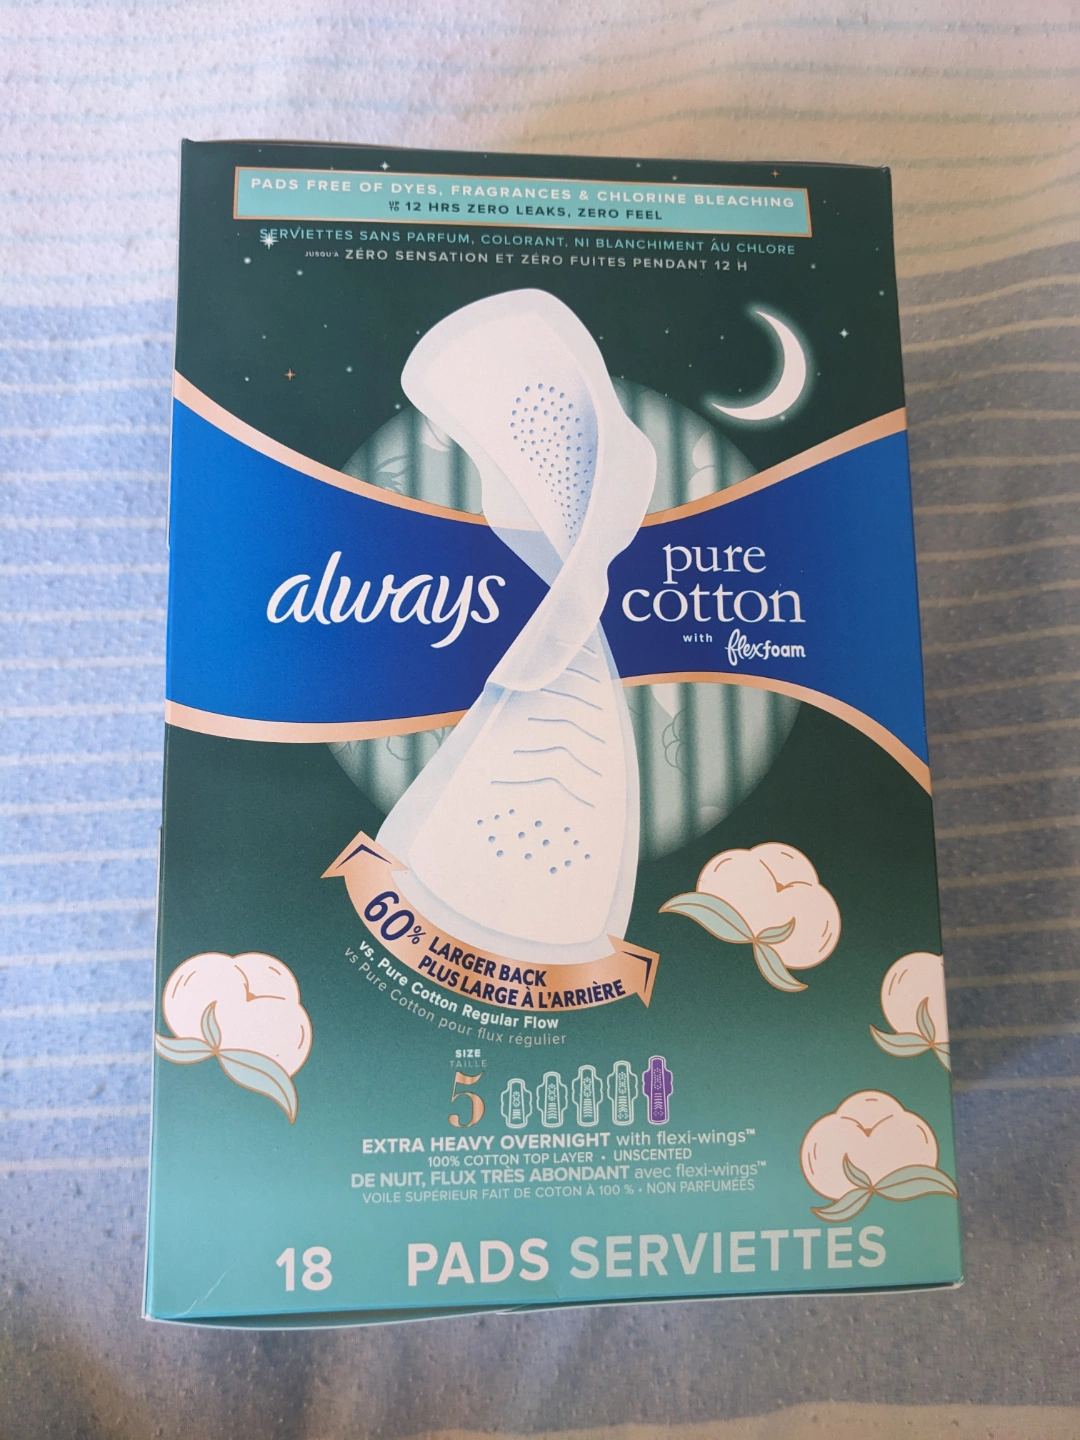 PADS FREE OF DYES, FRAGRANCES & CHLORINE BLEACHING
UP TO 12 HRS ZERO LEAKS, ZERO FEEL
SERVIETTES SANS PARFUM, COLORANT, NI BLANCHIMENT AU CHLORE
JUSQU'A ZÉRO SENSATION ET ZÉRO FUITES PENDANT 12 H
always
pure
cotton
with flexfoam
60% LARGER BACK
PLUS LARGE À L'ARRIÈRE
vs. Pure Cotton Regular Flow
vs Pure Cotton pour flux régulier
SIZE
TAILLE
5
EXTRA HEAVY OVERNIGHT with flexi-wings™
100% COTTON TOP LAYER • UNSCENTED
DE NUIT, FLUX TRÈS ABONDANT avec flexi-wings™
VOILE SUPÉRIEUR FAIT DE COTON À 100 % • NON PARFUMÉES
18 PADS SERVIETTES